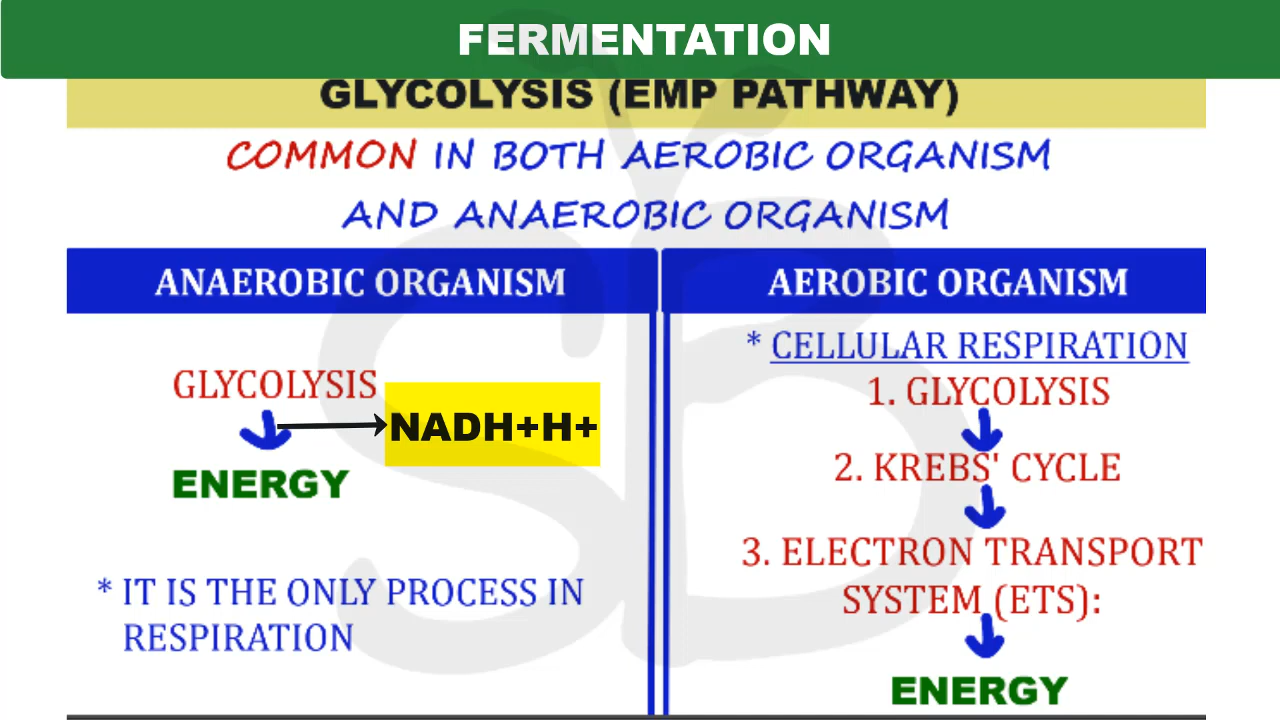 FERMENTATION
GLYCOLYSIS (EMP PATHWAY)
COMMON IN BOTH AEROBIC ORGANISM
AND ANAEROBIC ORGANISM
ANAEROBIC ORGANISM
GLYCOLYSIS
NADH+H+
ENERGY
* IT IS THE ONLY PROCESS IN
RESPIRATION
AEROBIC ORGANISM
* CELLULAR RESPIRATION
1. GLYCOLYSIS
2. KREBS' CYCLE
3. ELECTRON TRANSPORT
SYSTEM (ETS):
ENERGY
SB